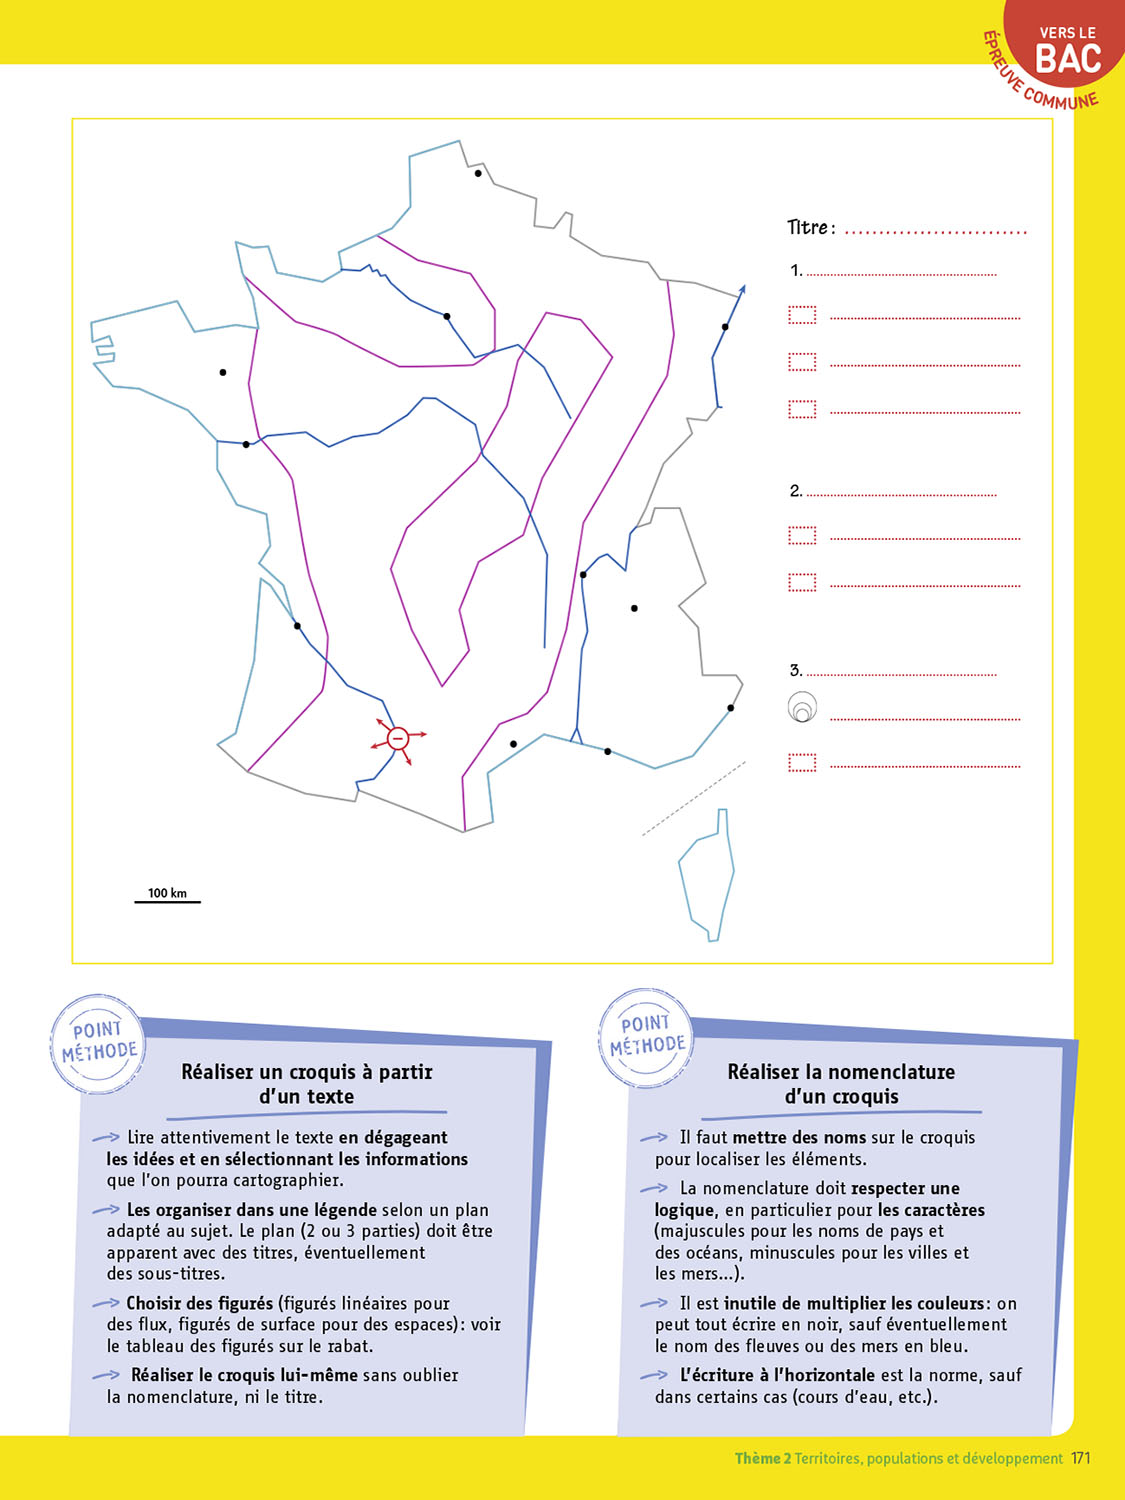 VERS LE
BAC
ÉPREUVE COMMUNE
Titre : ...........................
1. ...........................
2. ...........................
3. ...........................
–
100 km
POINT
MÉTHODE
Réaliser un croquis à partir
d'un texte
Lire attentivement le texte en dégageant
les idées et en sélectionnant les informations
que l'on pourra cartographier.
Les organiser dans une légende selon un plan
adapté au sujet. Le plan (2 ou 3 parties) doit être
apparent avec des titres, éventuellement
des sous-titres.
Choisir des figurés (figurés linéaires pour
des flux, figurés de surface pour des espaces) : voir
le tableau des figurés sur le rabat.
Réaliser le croquis lui-même sans oublier
la nomenclature, ni le titre.
POINT
MÉTHODE
Réaliser la nomenclature
d'un croquis
Il faut mettre des noms sur le croquis
pour localiser les éléments.
La nomenclature doit respecter une
logique, en particulier pour les caractères
(majuscules pour les noms de pays et
des océans, minuscules pour les villes et
les mers...).
Il est inutile de multiplier les couleurs : on
peut tout écrire en noir, sauf éventuellement
le nom des fleuves ou des mers en bleu.
L'écriture à l'horizontale est la norme, sauf
dans certains cas (cours d'eau, etc.).
Thème 2 Territoires, populations et développement 171